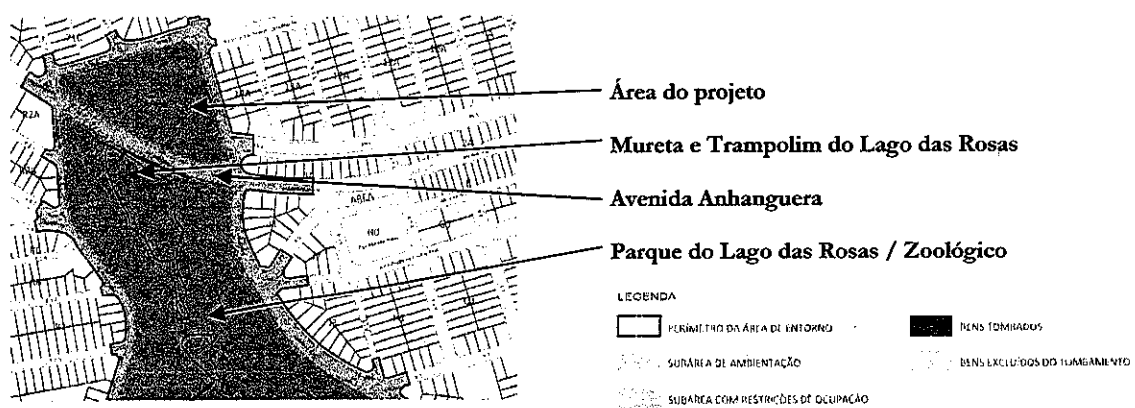 Área do projeto
Mureta e Trampolim do Lago das Rosas
Avenida Anhanguera
Parque do Lago das Rosas / Zoológico
LEGENDA
PERÍMETRO DA ÁREA DE ENTORNO
BENS TOMBADOS
SUBÁREA DE AMBIENTAÇÃO
BENS EXCLUÍDOS DO TOMBAMENTO
SUBÁREA COM RESTRIÇÕES DE OCUPAÇÃO